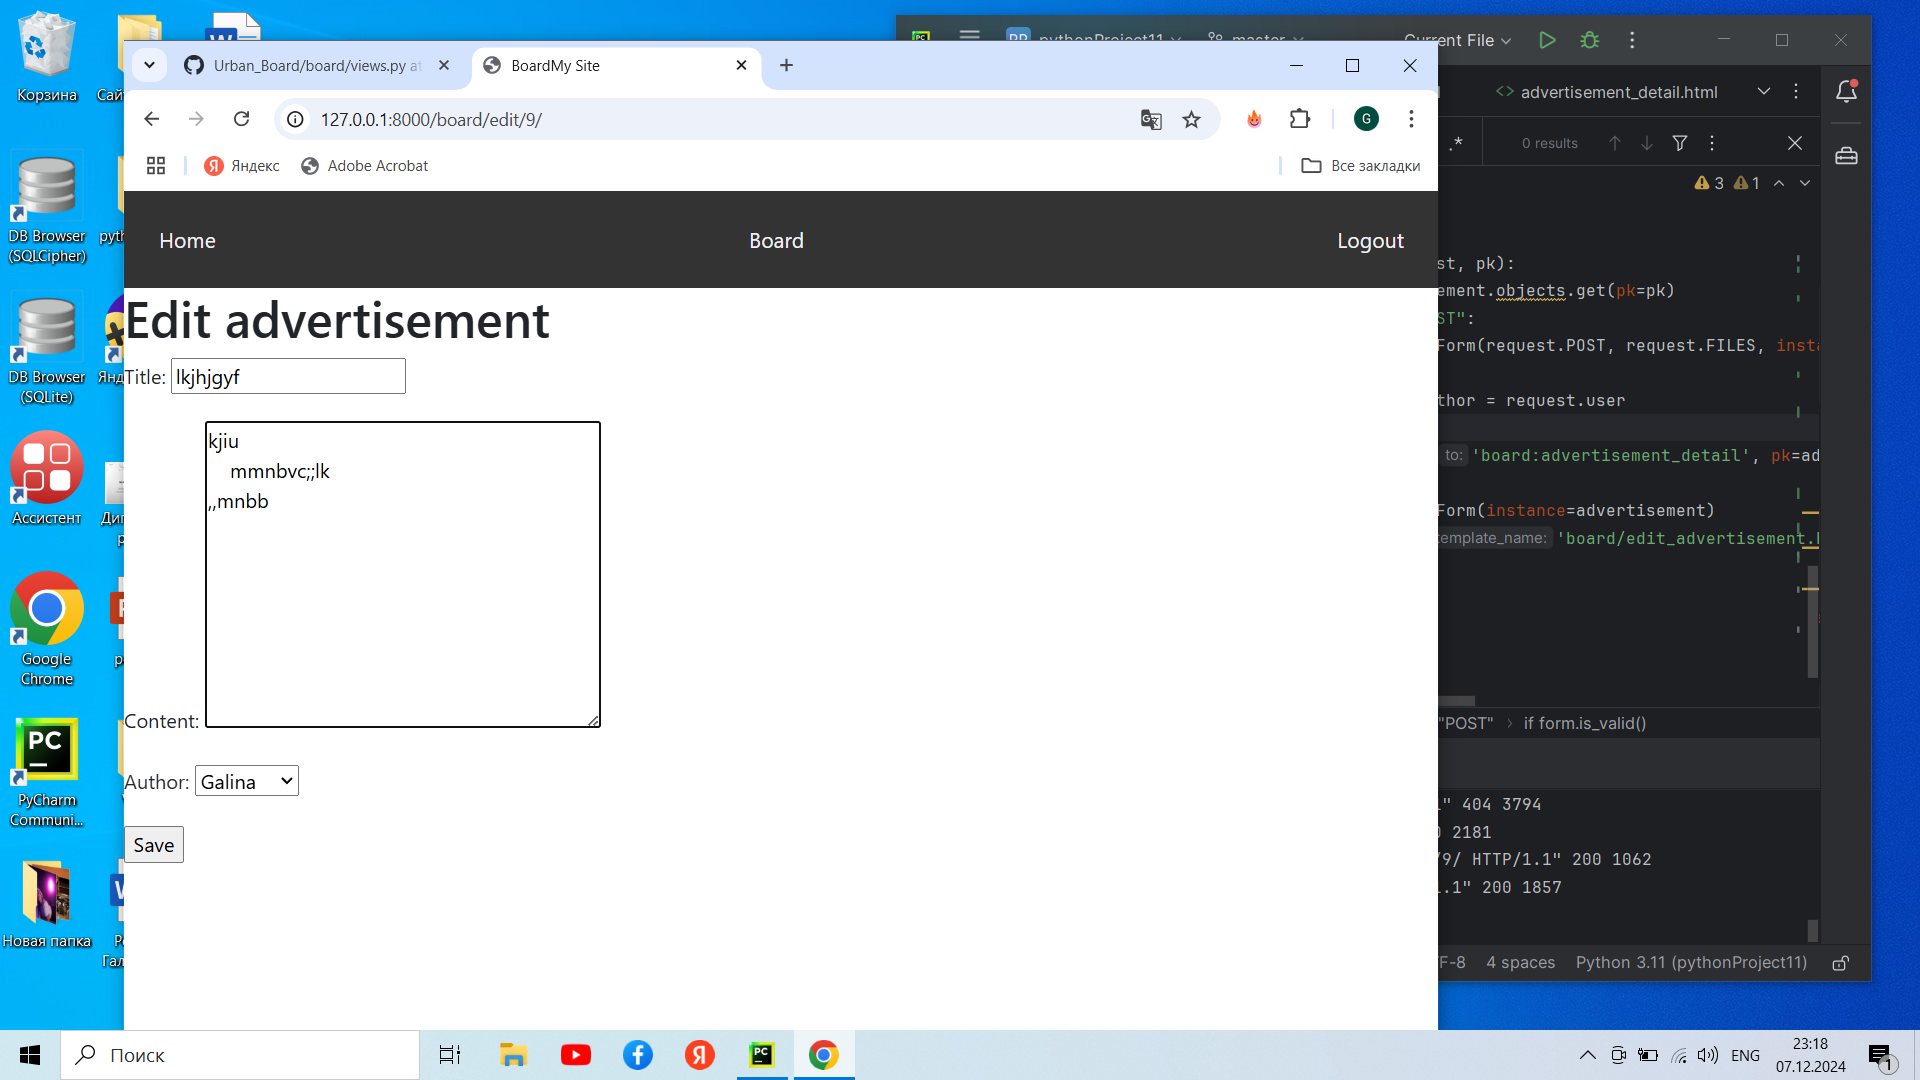 Корзина
DB Browser
(SQLCipher)
DB Browser
(SQLite)
Ассистент
Google
Chrome
PyCharm
Communi...
Новая папка
Urban_Board/board/views.py at
BoardMy Site
127.0.0.1:8000/board/edit/9/
G
Яндекс
Adobe Acrobat
Все закладки
Home
Board
Logout
Edit advertisement
Title: lkjhjgyf
kjiu
mmnbvc;;lk
,,mnbb
Content:
Author: Galina
Save
pythonProject11
master
Current File
advertisement_detail.html
.*
0 results
3
1
st, pk):
ement.objects.get(pk=pk)
ST":
Form(request.POST, request.FILES, insta
thor = request.user
to: 'board:advertisement_detail', pk=ad
Form(instance=advertisement)
template_name: 'board/edit_advertisement.h
"POST" › if form.is_valid()
" 404 3794
2181
/9/ HTTP/1.1" 200 1062
.1" 200 1857
F-8
4 spaces
Python 3.11 (pythonProject11)
Поиск
ENG
23:18
07.12.2024
1